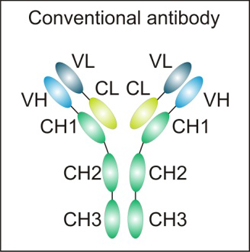 Conventional antibody
VL VL
VH CL CL VH
CH1 CH1
CH2 CH2
CH3 CH3